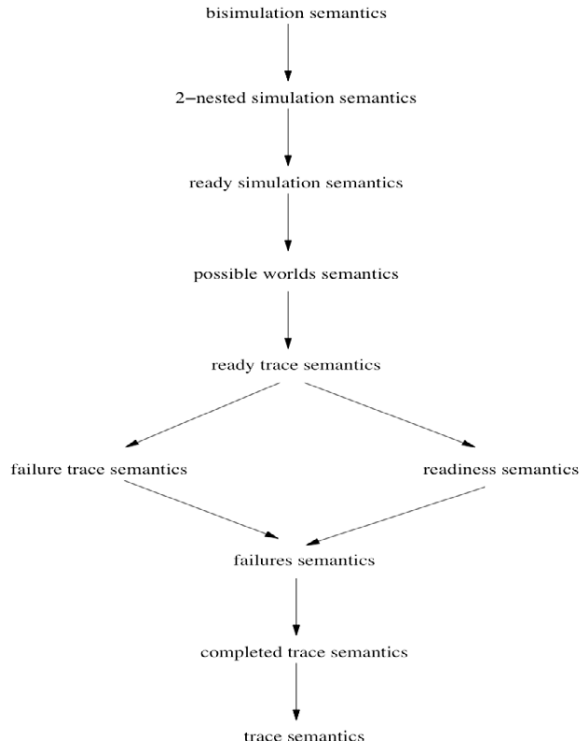 bisimulation semantics
2−nested simulation semantics
ready simulation semantics
possible worlds semantics
ready trace semantics
failure trace semantics
readiness semantics
failures semantics
completed trace semantics
trace semantics